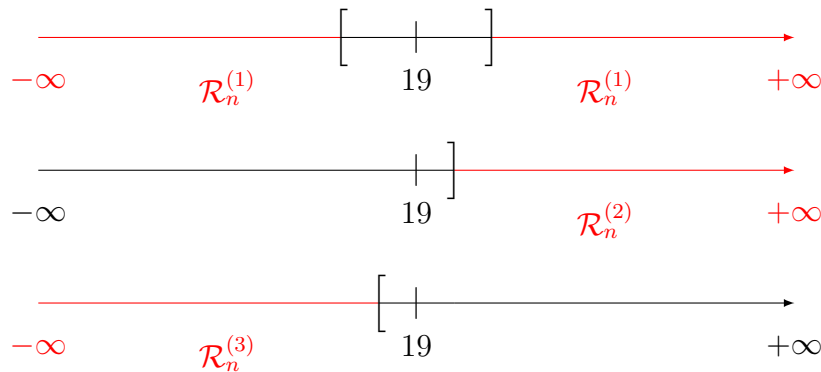 −∞ 𝓡ₙ⁽¹⁾ 19 𝓡ₙ⁽¹⁾ +∞
−∞ 19 𝓡ₙ⁽²⁾ +∞
−∞ 𝓡ₙ⁽³⁾ 19 +∞